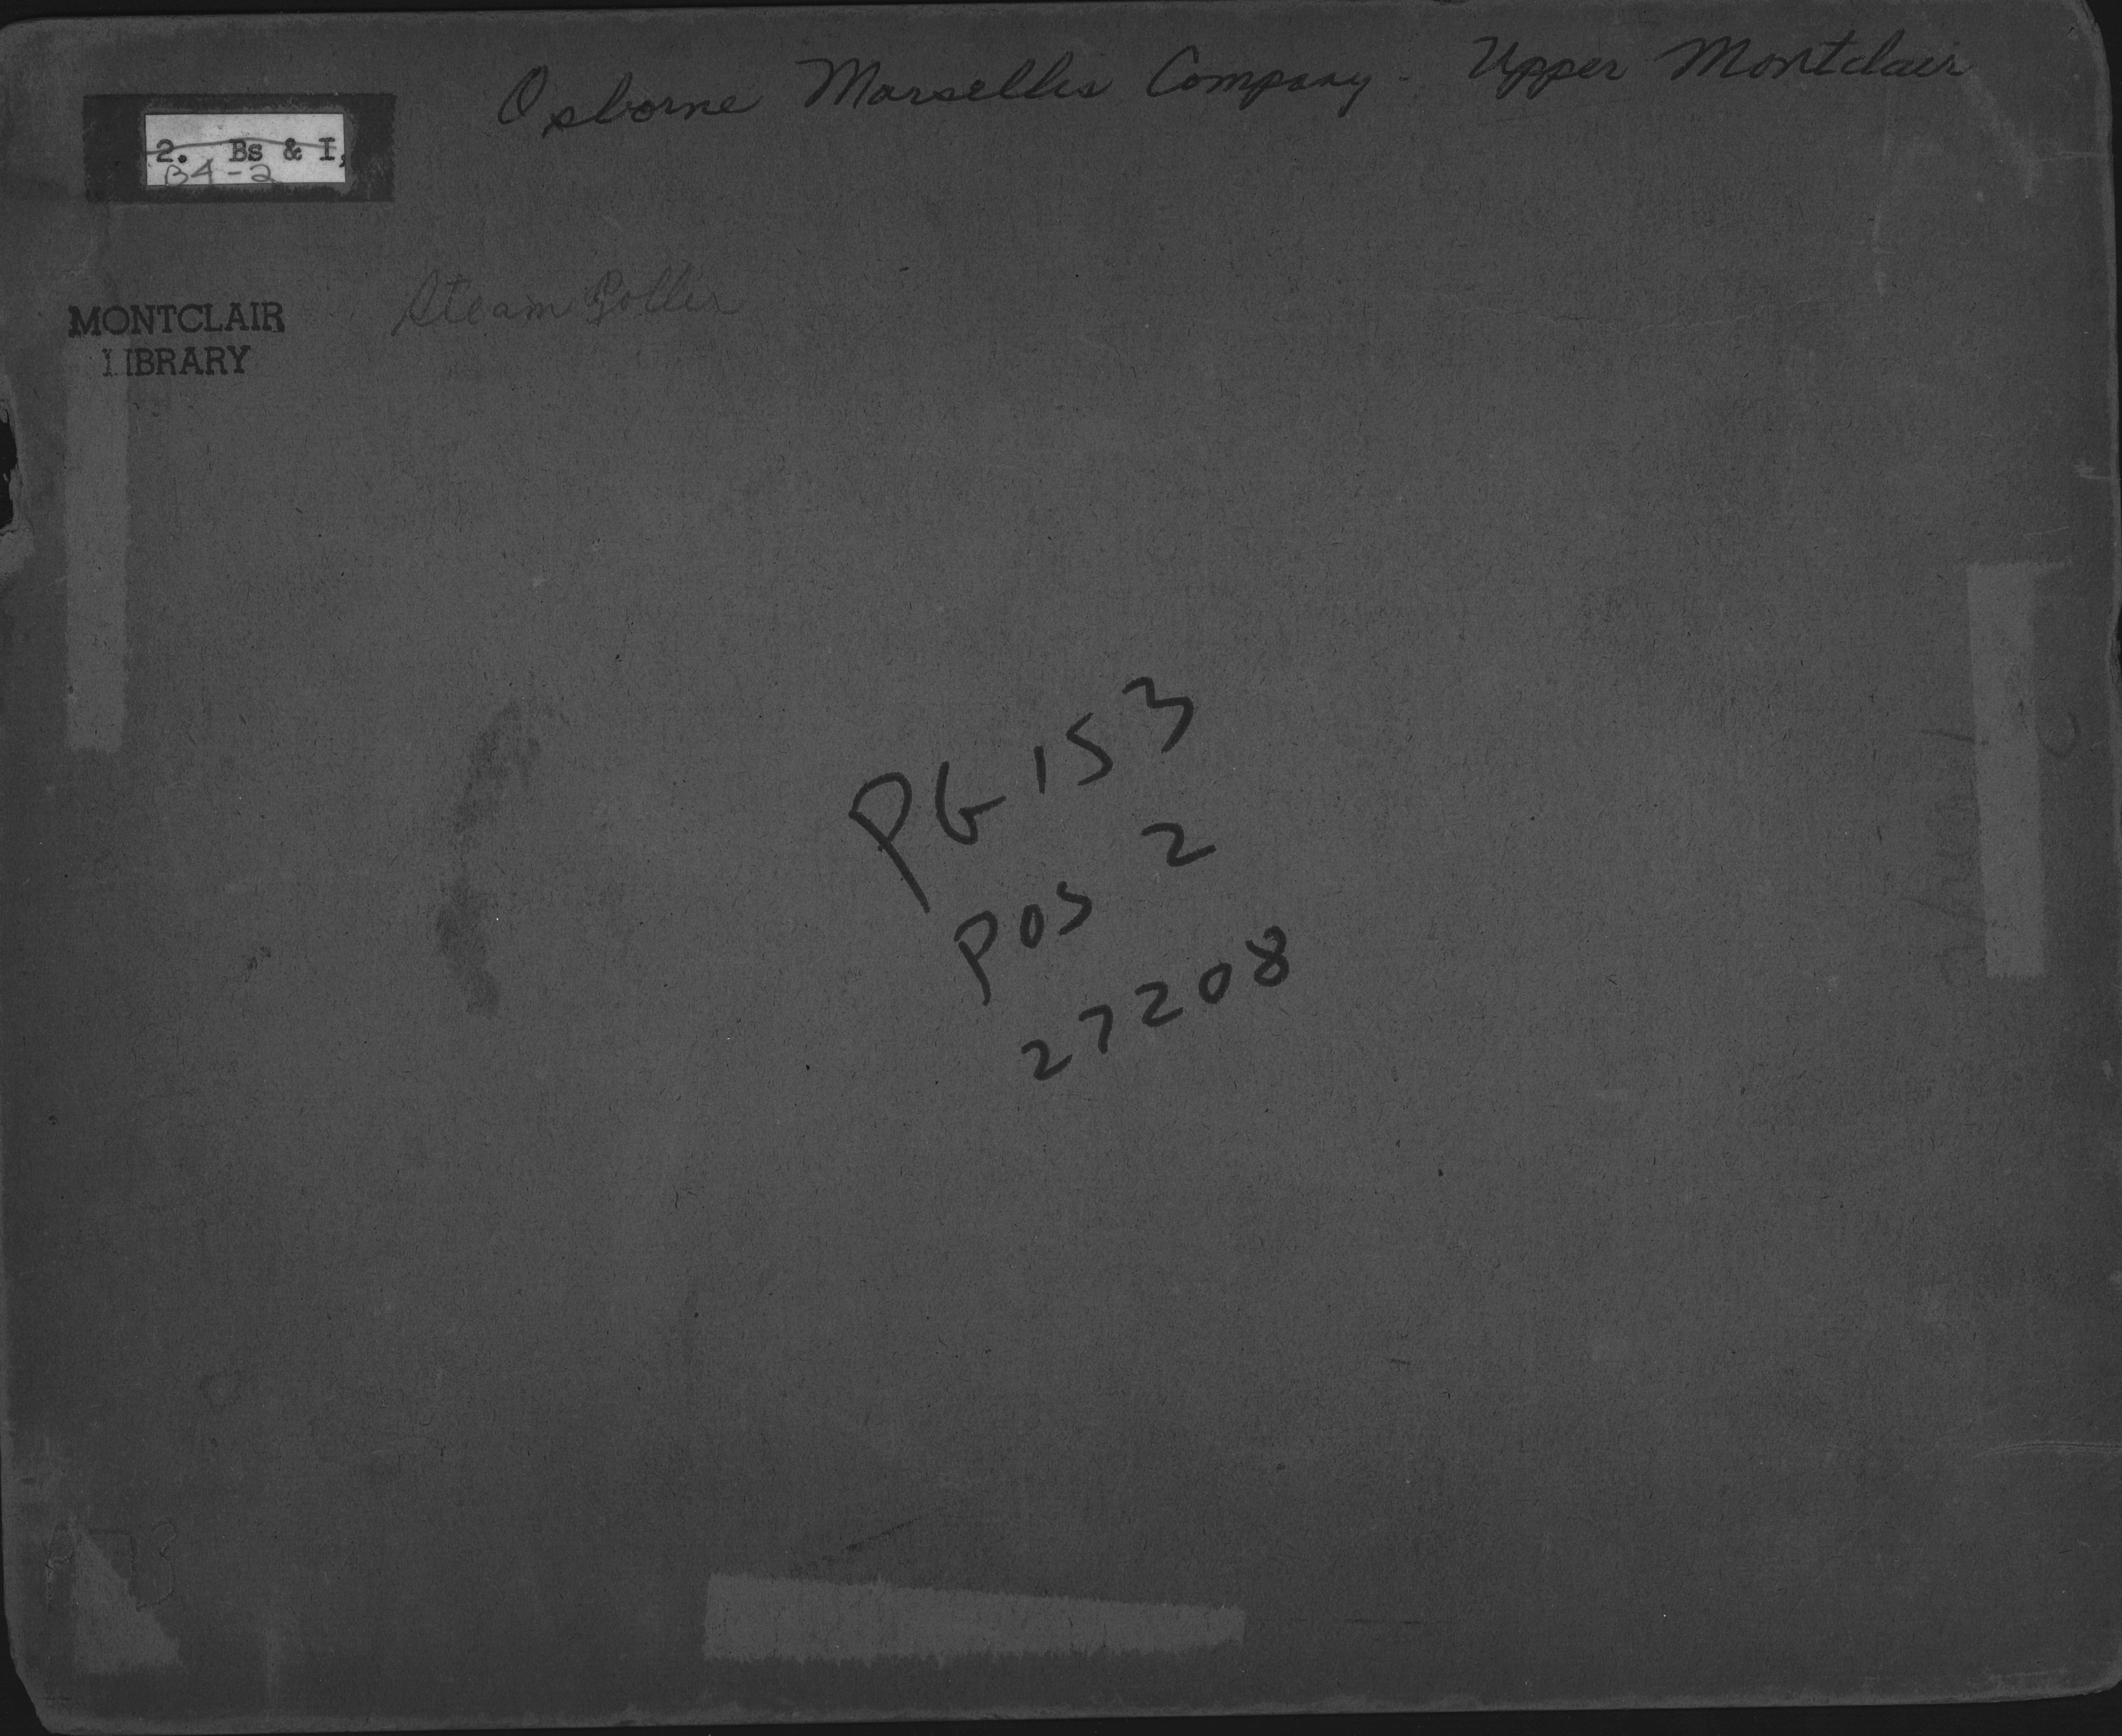 Osborne Marsellis Company - Upper Montclair
2. Bs & I,
B4-2
Steam Roller
MONTCLAIR
LIBRARY
PG 153
POS 2
27208